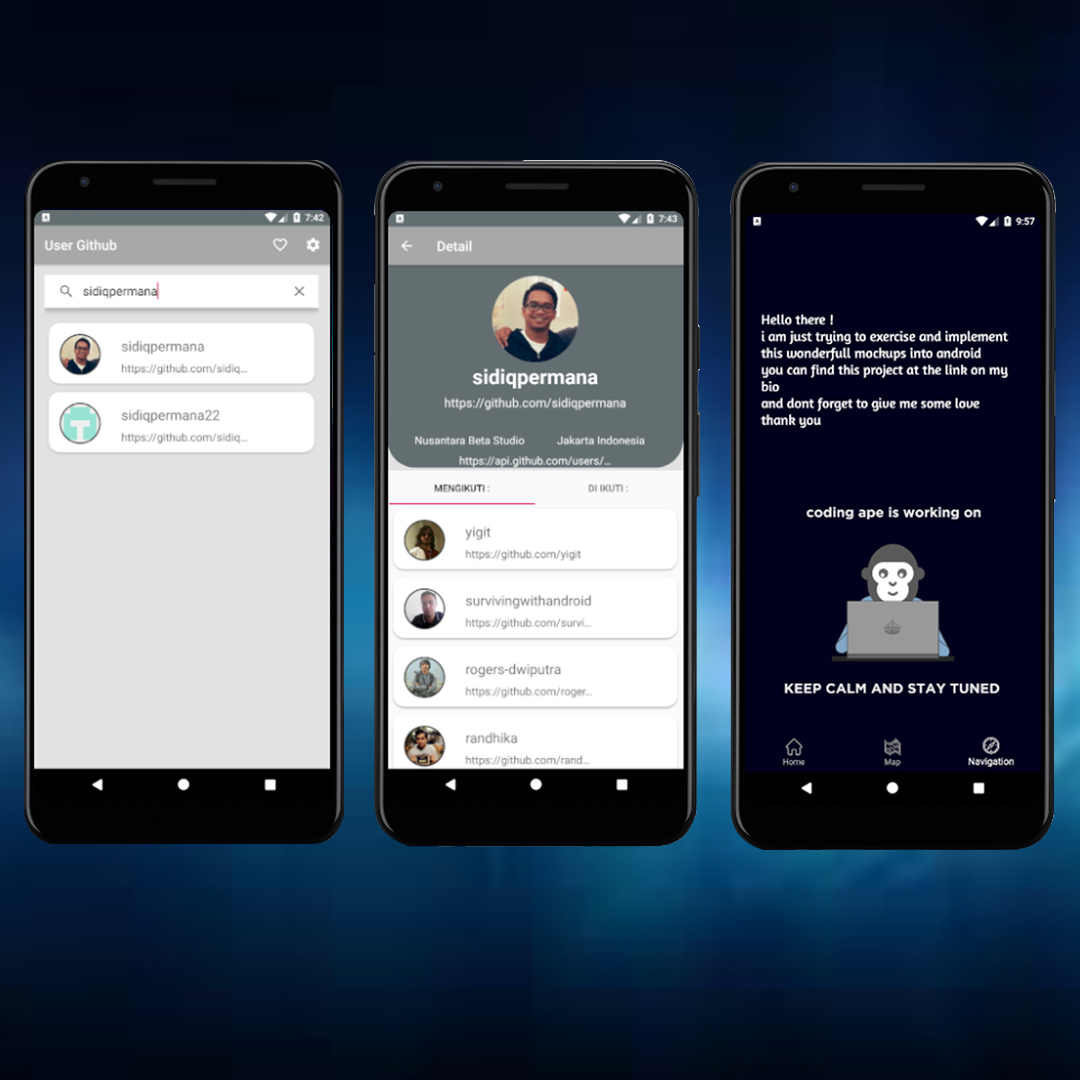 7:42
User Github
sidiqpermana
sidiqpermana
https://github.com/sidiq...
sidiqpermana22
https://github.com/sidiq...
7:43
Detail
sidiqpermana
https://github.com/sidiqpermana
Nusantara Beta Studio
Jakarta Indonesia
https://api.github.com/users/...
MENGIKUTI :
DI IKUTI :
yigit
https://github.com/yigit
survivingwithandroid
https://github.com/survi...
rogers-dwiputra
https://github.com/roger...
randhika
https://github.com/rand...
9:57
Hello there !
i am just trying to exercise and implement
this wonderfull mockups into android
you can find this project at the link on my
bio
and dont forget to give me some love
thank you
coding ape is working on
KEEP CALM AND STAY TUNED
Home
Map
Navigation